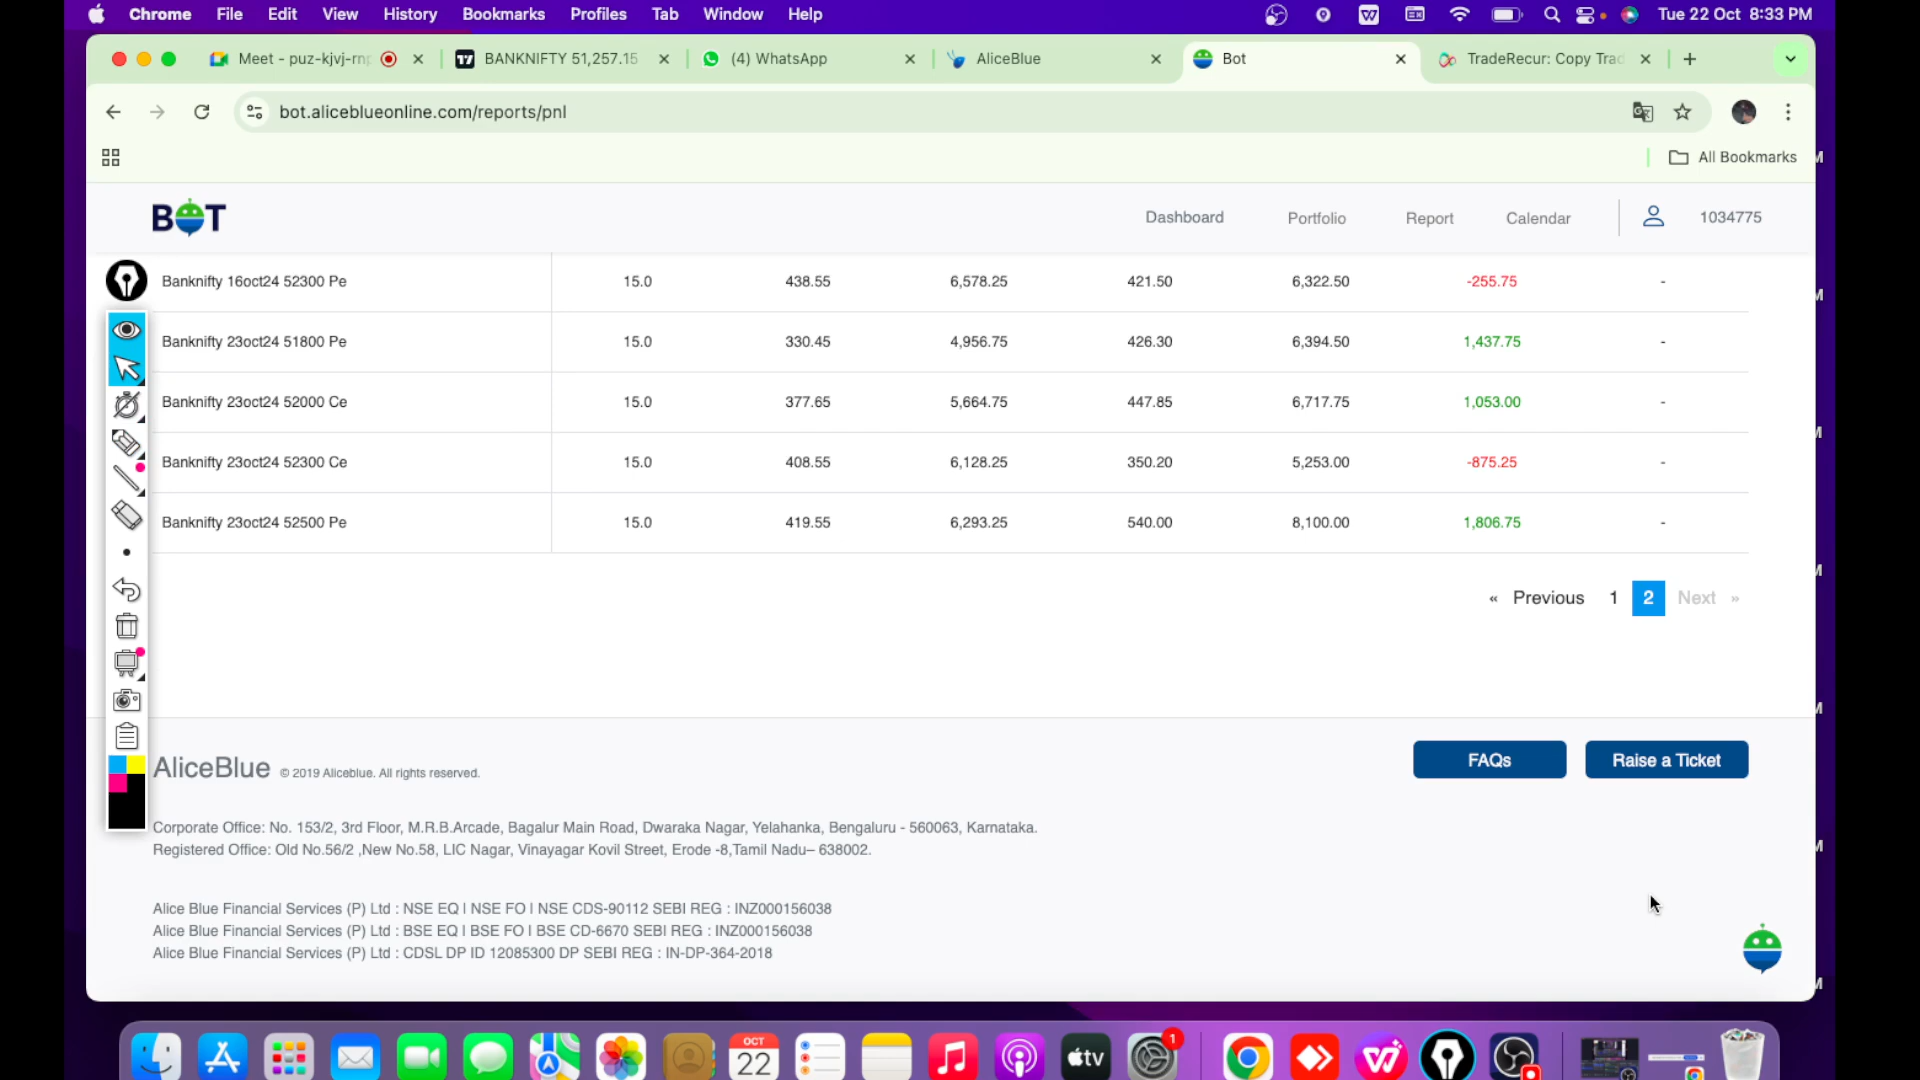 Chrome File Edit View History Bookmarks Profiles Tab Window Help Tue 22 Oct 8:33 PM
Meet - puz-kjvj-rnp BANKNIFTY 51,257.15 (4) WhatsApp AliceBlue Bot TradeRecur: Copy Trad
bot.aliceblueonline.com/reports/pnl
All Bookmarks
BOT Dashboard Portfolio Report Calendar 1034775
Banknifty 16oct24 52300 Pe 15.0 438.55 6,578.25 421.50 6,322.50 -255.75 -
Banknifty 23oct24 51800 Pe 15.0 330.45 4,956.75 426.30 6,394.50 1,437.75 -
Banknifty 23oct24 52000 Ce 15.0 377.65 5,664.75 447.85 6,717.75 1,053.00 -
Banknifty 23oct24 52300 Ce 15.0 408.55 6,128.25 350.20 5,253.00 -875.25 -
Banknifty 23oct24 52500 Pe 15.0 419.55 6,293.25 540.00 8,100.00 1,806.75 -
« Previous 1 2 Next »
AliceBlue © 2019 Aliceblue. All rights reserved. FAQs Raise a Ticket
Corporate Office: No. 153/2, 3rd Floor, M.R.B.Arcade, Bagalur Main Road, Dwaraka Nagar, Yelahanka, Bengaluru - 560063, Karnataka.
Registered Office: Old No.56/2 ,New No.58, LIC Nagar, Vinayagar Kovil Street, Erode -8,Tamil Nadu– 638002.
Alice Blue Financial Services (P) Ltd : NSE EQ I NSE FO I NSE CDS-90112 SEBI REG : INZ000156038
Alice Blue Financial Services (P) Ltd : BSE EQ I BSE FO I BSE CD-6670 SEBI REG : INZ000156038
Alice Blue Financial Services (P) Ltd : CDSL DP ID 12085300 DP SEBI REG : IN-DP-364-2018
OCT 22 tv 1